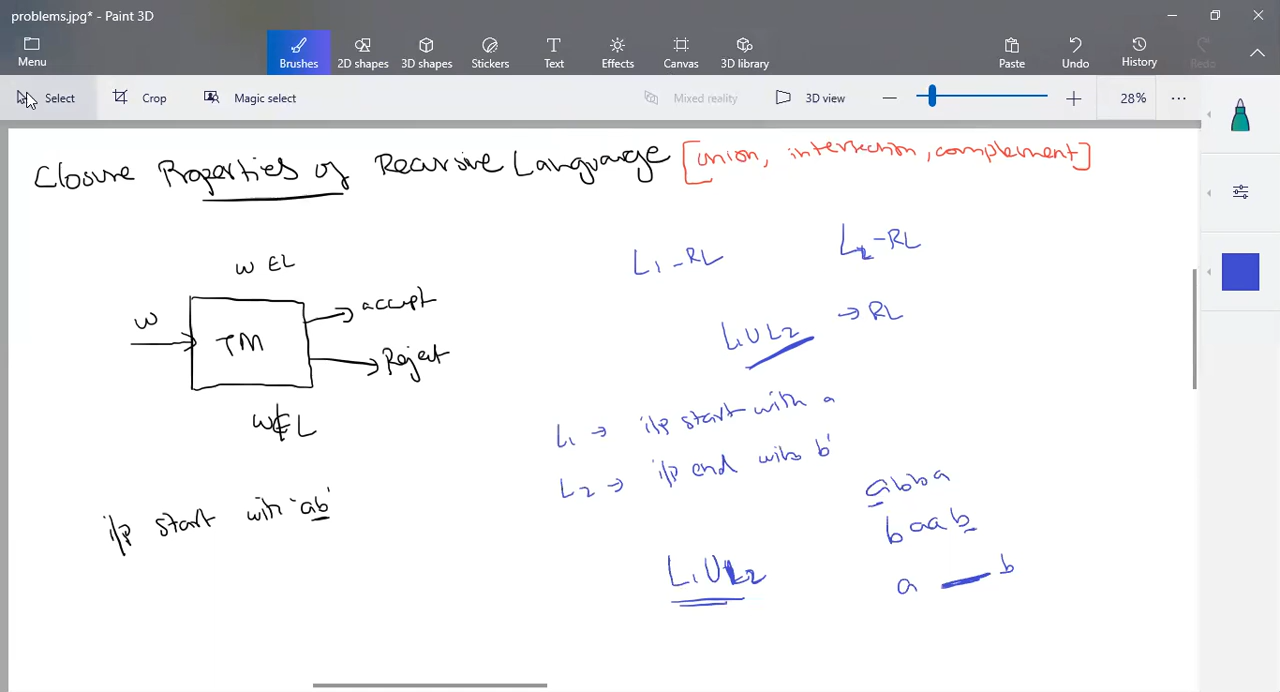 problems.jpg* - Paint 3D
Menu
Brushes 2D shapes 3D shapes Stickers Text Effects Canvas 3D library Paste Undo History Redo
Select Crop Magic select Mixed reality 3D view 28%
Closure Properties of Recursive Language [union, intersection, complement]
L1 - RL L2 - RL
W ∈ L
W TM accept
Reject
W ∉ L
L1 U L2 → RL
L1 → i/p start with a
L2 → i/p end with b'
i/p start with 'ab'
abba
baab
L1 U L2
a b